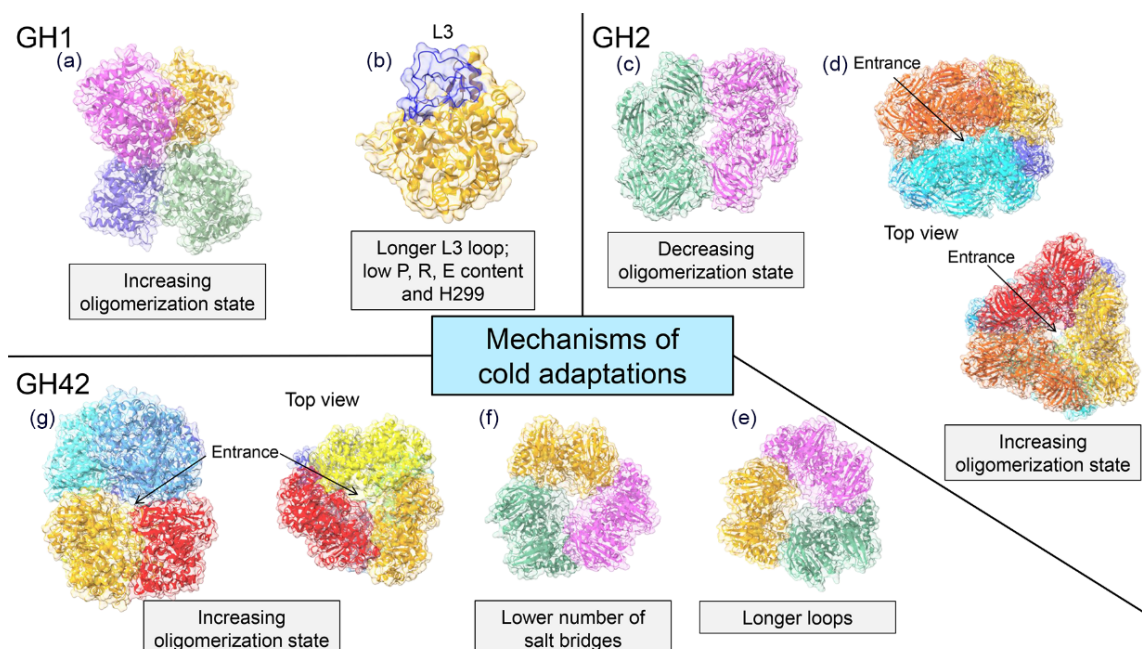 GH1
(a)
Increasing
oligomerization state
(b)
L3
Longer L3 loop;
low P, R, E content
and H299
GH2
(c)
Decreasing
oligomerization state
(d)
Entrance
Top view
Entrance
Increasing
oligomerization state
Mechanisms of
cold adaptations
GH42
(g)
Top view
Entrance
Increasing
oligomerization state
(f)
Lower number of
salt bridges
(e)
Longer loops